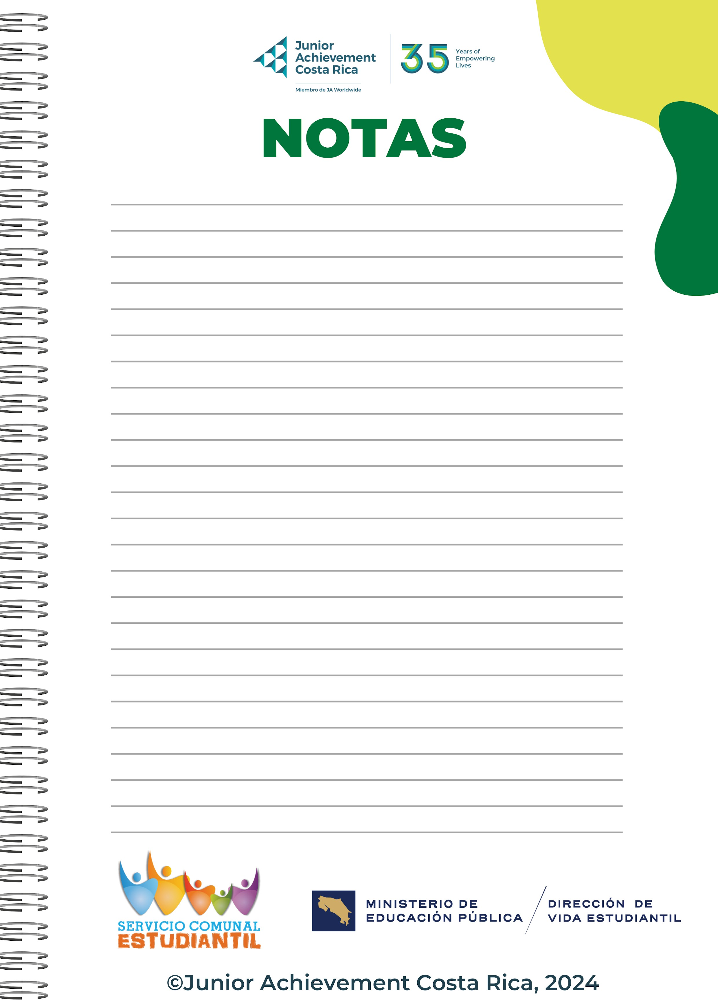 Junior
Achievement
Costa Rica
Miembro de JA Worldwide
35
Years of
Empowering
Lives
NOTAS
SERVICIO COMUNAL
ESTUDIANTIL
MINISTERIO DE
EDUCACIÓN PÚBLICA
DIRECCIÓN DE
VIDA ESTUDIANTIL
©Junior Achievement Costa Rica, 2024